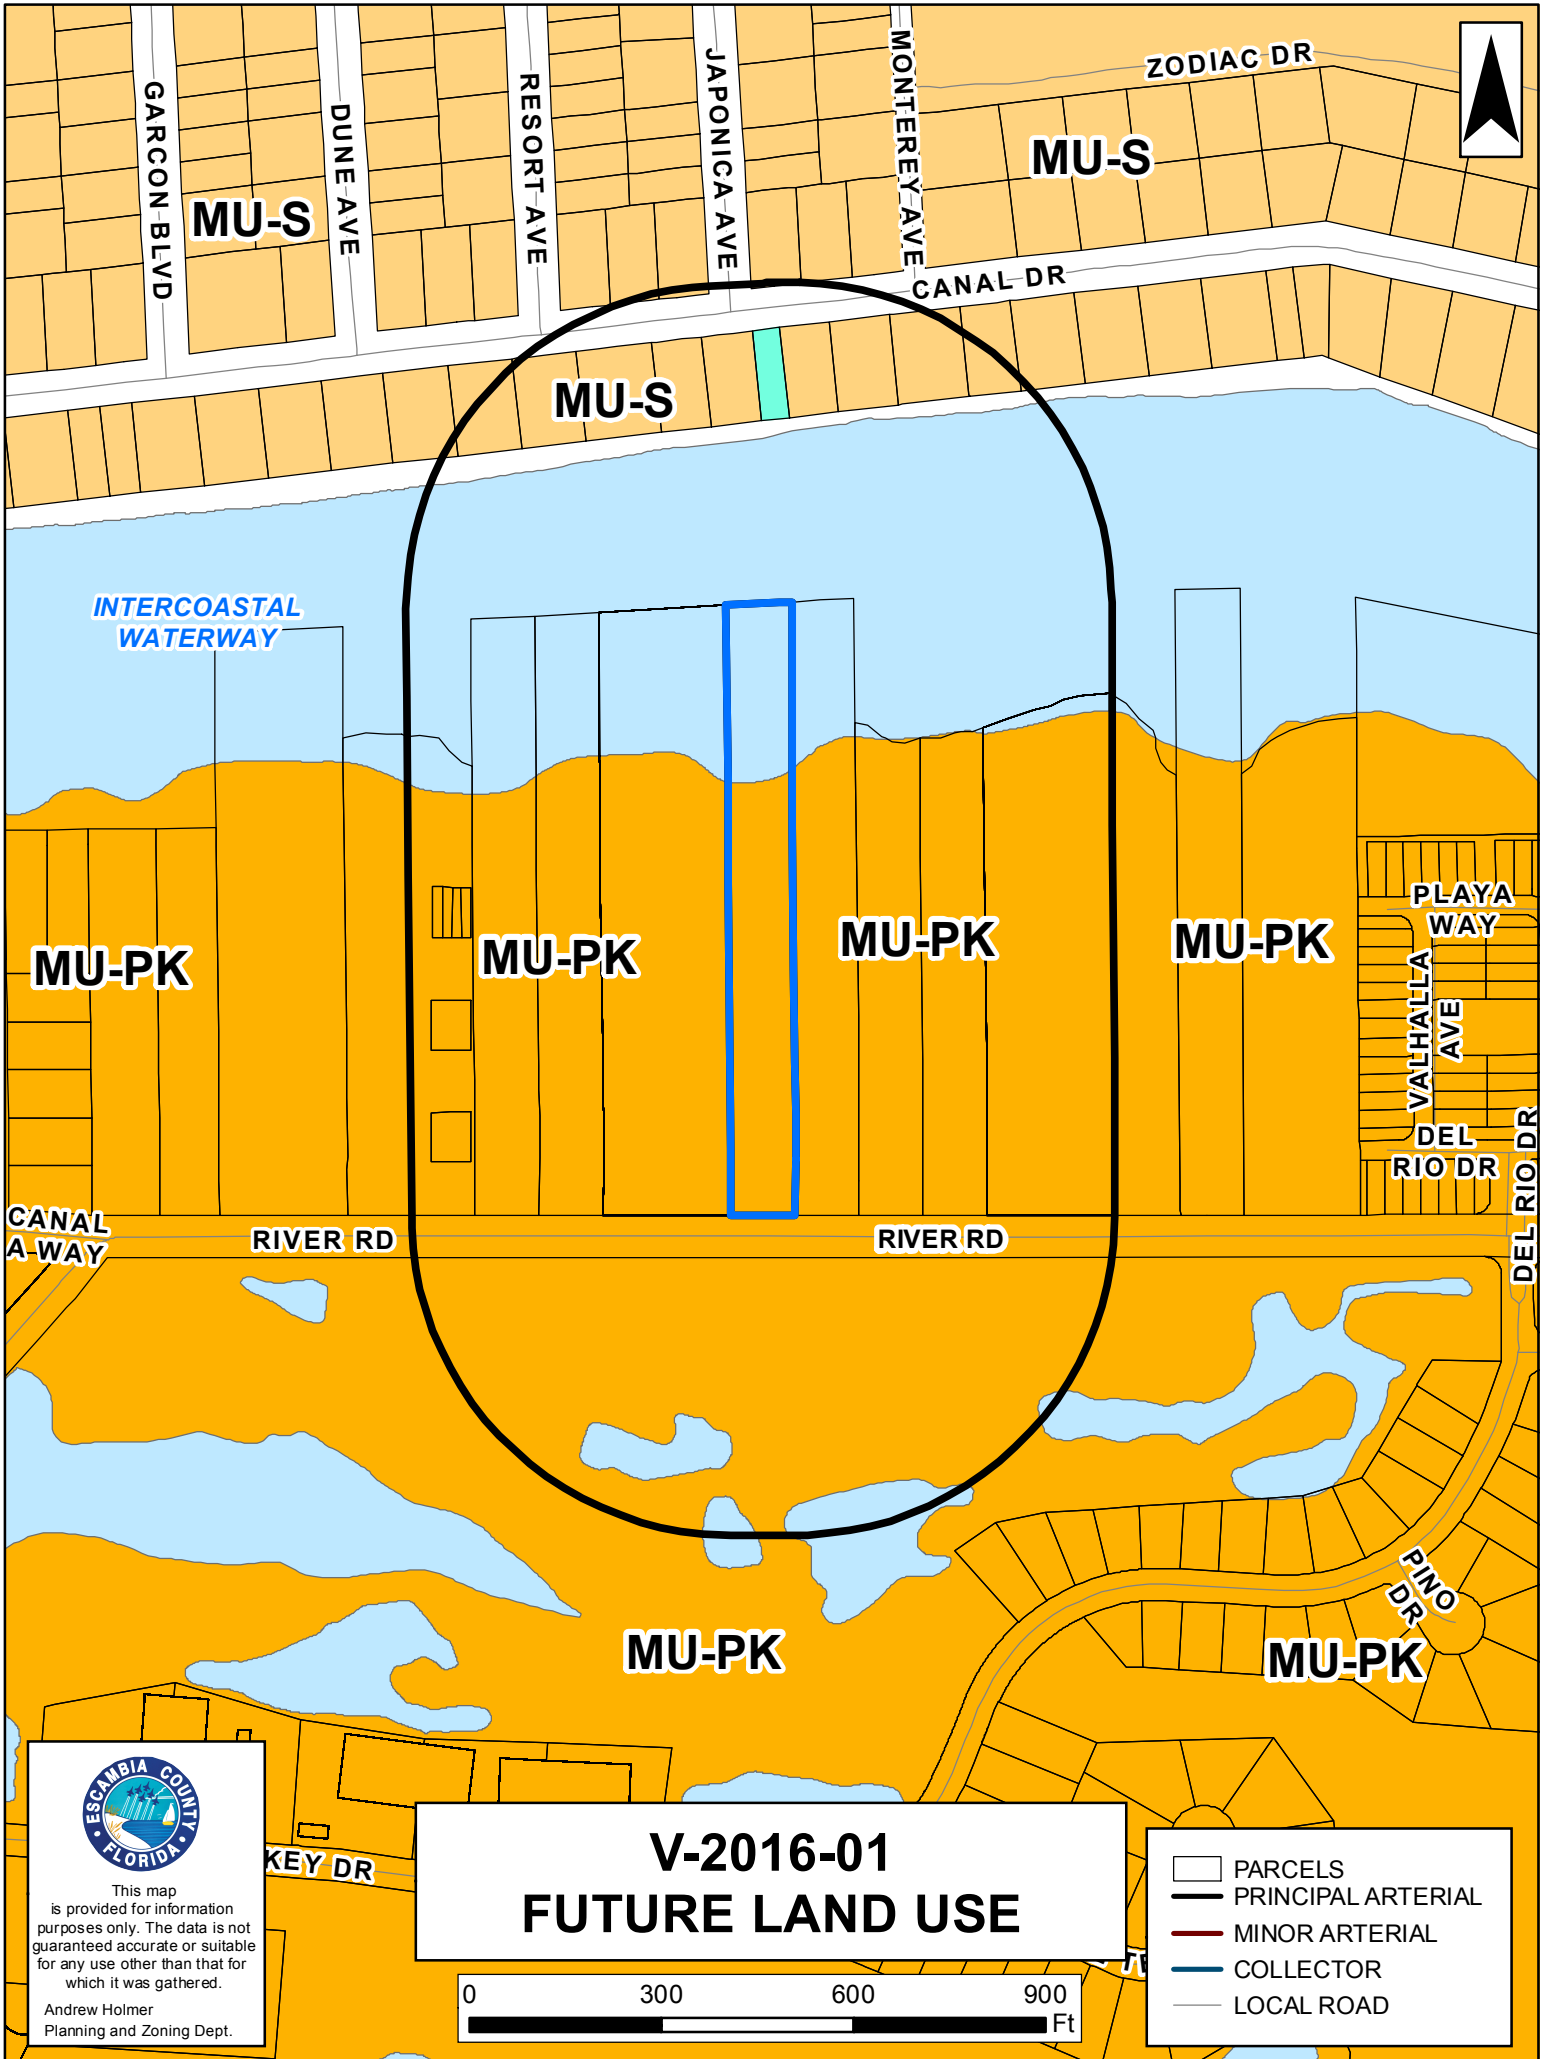 ZODIAC DR
GARCON BLVD
DUNE AVE
RESORT AVE
JAPONICA AVE
MONTEREY AVE
MU-S
MU-S
CANAL DR
MU-S
INTERCOASTAL
WATERWAY
PLAYA
WAY
MU-PK
MU-PK
MU-PK
MU-PK
VALHALLA
AVE
DEL
RIO DR
DEL RIO DR
CANAL
A WAY
RIVER RD
RIVER RD
PINO
DR
MU-PK
MU-PK
ESCAMBIA COUNTY
FLORIDA
This map
is provided for information
purposes only. The data is not
guaranteed accurate or suitable
for any use other than that for
which it was gathered.
Andrew Holmer
Planning and Zoning Dept.
KEY DR
V-2016-01
FUTURE LAND USE
0 300 600 900
Ft
PARCELS
PRINCIPAL ARTERIAL
MINOR ARTERIAL
COLLECTOR
LOCAL ROAD